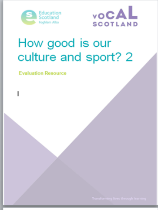 Education
Scotland
VOCAL
SCOTLAND
How good is our
culture and sport? 2
Evaluation Resource